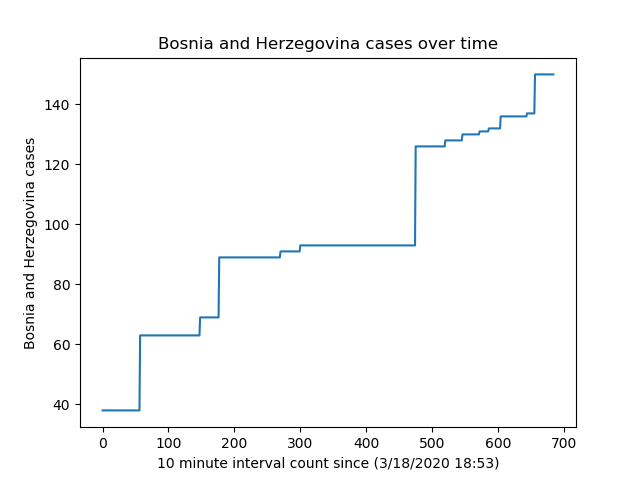 Bosnia and Herzegovina cases over time
Bosnia and Herzegovina cases
140
120
100
80
60
40
0 100 200 300 400 500 600 700
10 minute interval count since (3/18/2020 18:53)